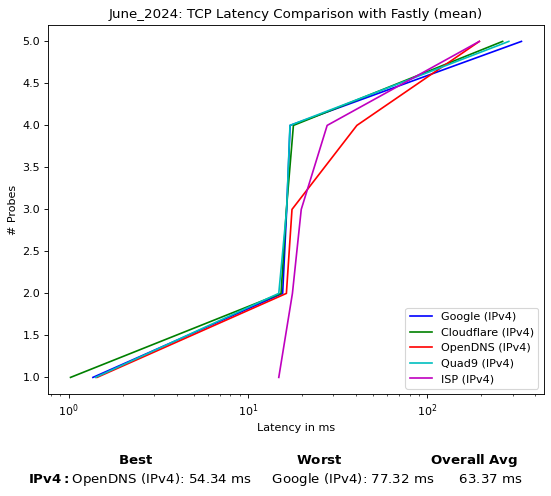 June_2024: TCP Latency Comparison with Fastly (mean)
# Probes
5.0
4.5
4.0
3.5
3.0
2.5
2.0
1.5
1.0
Google (IPv4)
Cloudflare (IPv4)
OpenDNS (IPv4)
Quad9 (IPv4)
ISP (IPv4)
10⁰ 10¹ 10²
Latency in ms
Best Worst Overall Avg
IPv4: OpenDNS (IPv4): 54.34 ms Google (IPv4): 77.32 ms 63.37 ms